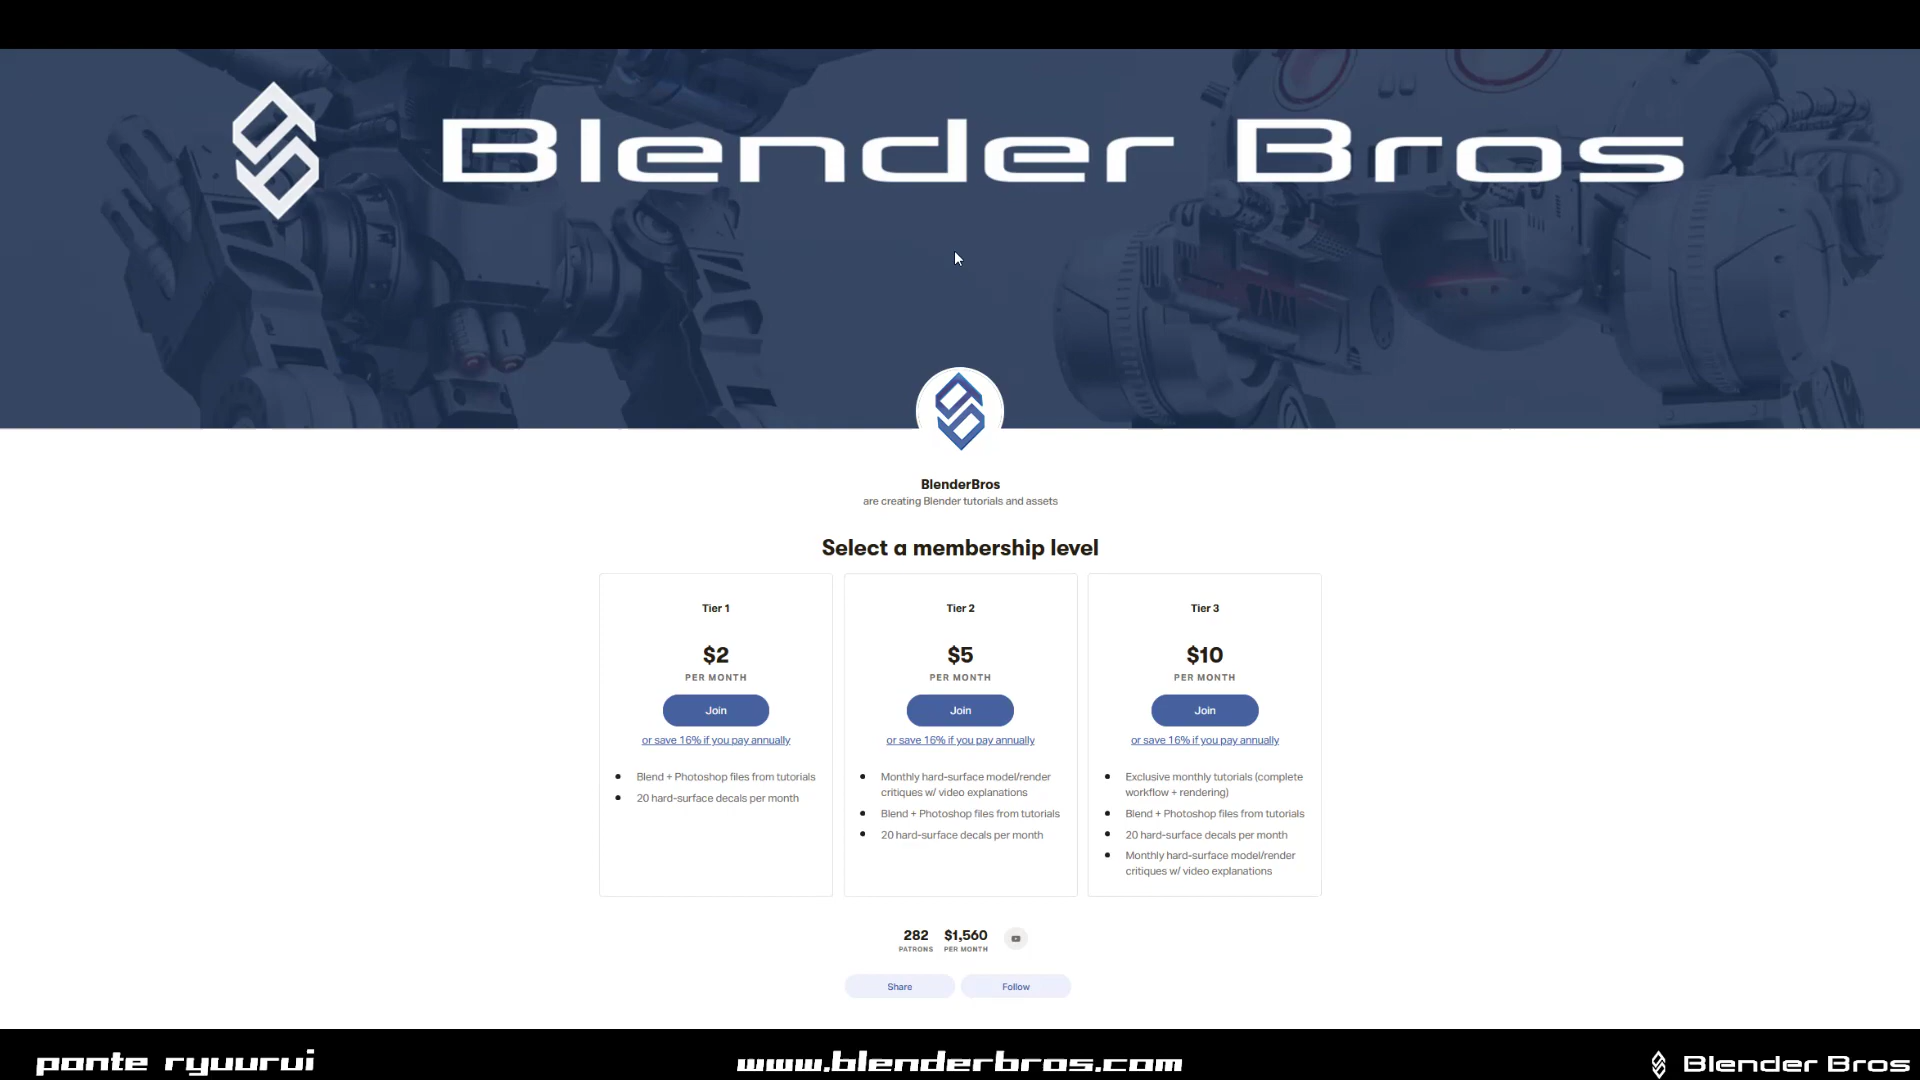 Blender Bros
BlenderBros
are creating Blender tutorials and assets
Select a membership level
Tier 1
$2
PER MONTH
Join
or save 16% if you pay annually
Blend + Photoshop files from tutorials
20 hard-surface decals per month
Tier 2
$5
PER MONTH
Join
or save 16% if you pay annually
Monthly hard-surface model/render
critiques w/ video explanations
Blend + Photoshop files from tutorials
20 hard-surface decals per month
Tier 3
$10
PER MONTH
Join
or save 16% if you pay annually
Exclusive monthly tutorials (complete
workflow + rendering)
Blend + Photoshop files from tutorials
20 hard-surface decals per month
Monthly hard-surface model/render
critiques w/ video explanations
282
PATRONS
$1,560
PER MONTH
Share
Follow
ponte ryuurui
www.blenderbros.com
Blender Bros